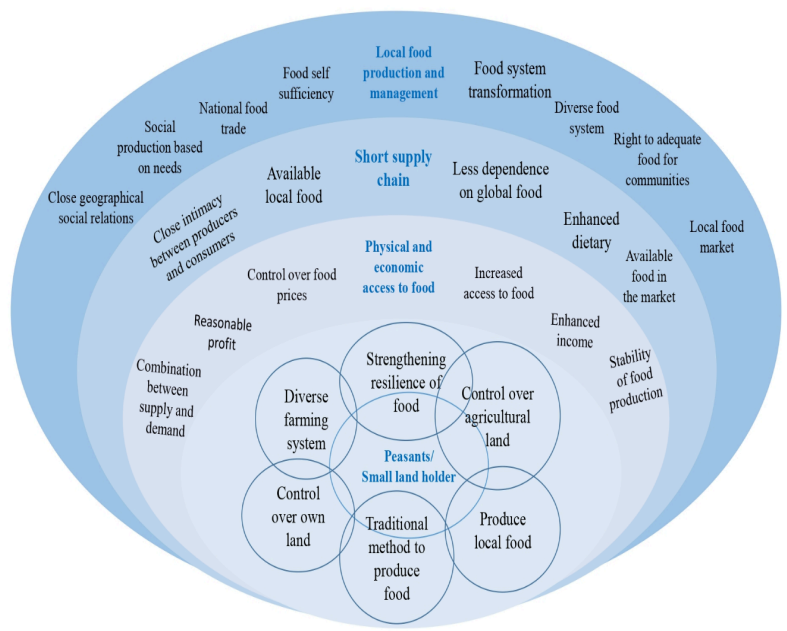 Local food
production and
management
Food self
sufficiency
Food system
transformation
National food
trade
Diverse food
system
Social
production based
on needs
Right to adequate
food for
communities
Close geographical
social relations
Local food
market
Short supply
chain
Available
local food
Less dependence
on global food
Close intimacy
between producers
and consumers
Enhanced
dietary
Available
food in
the market
Physical and
economic
access to food
Control over food
prices
Increased
access to food
Reasonable
profit
Enhanced
income
Combination
between
supply and
demand
Stability
of food
production
Strengthening
resilience of
food
Diverse
farming
system
Control over
agricultural
land
Peasants/
Small land holder
Control
over own
land
Traditional
method to
produce
food
Produce
local food